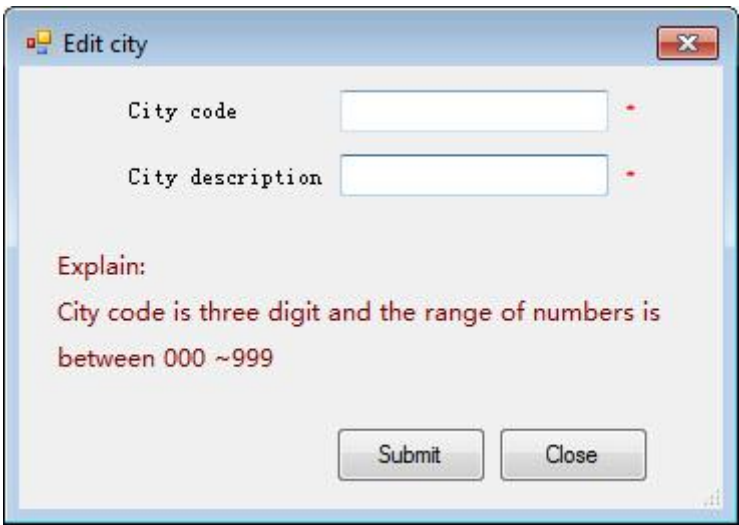 Edit city
City code *
City description *
Explain:
City code is three digit and the range of numbers is
between 000 ~999
Submit Close